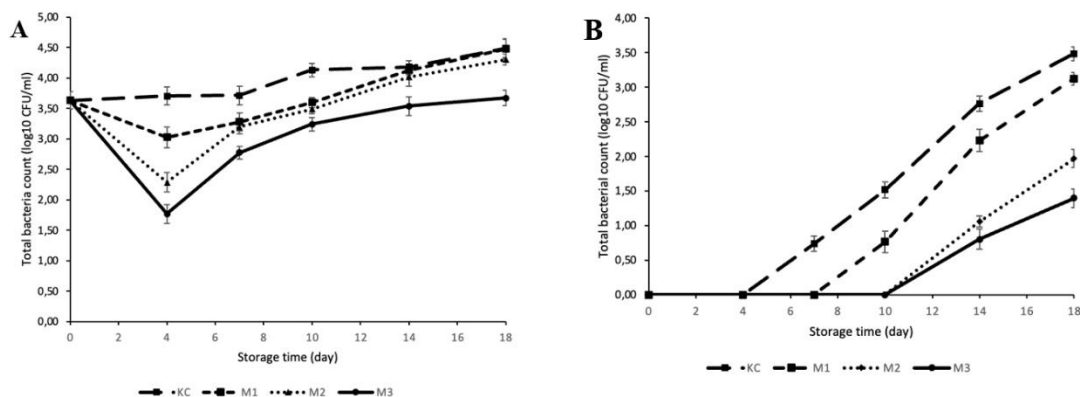 A
Total bacteria count (log10 CFU/ml)
5,00
4,50
4,00
3,50
3,00
2,50
2,00
1,50
1,00
0,50
0,00
0 2 4 6 8 10 12 14 16 18
Storage time (day)
KC M1 M2 M3
B
Total bacterial count (log10 CFU/ml)
4,00
3,50
3,00
2,50
2,00
1,50
1,00
0,50
0,00
0 2 4 6 8 10 12 14 16 18
Storage time (day)
KC M1 M2 M3